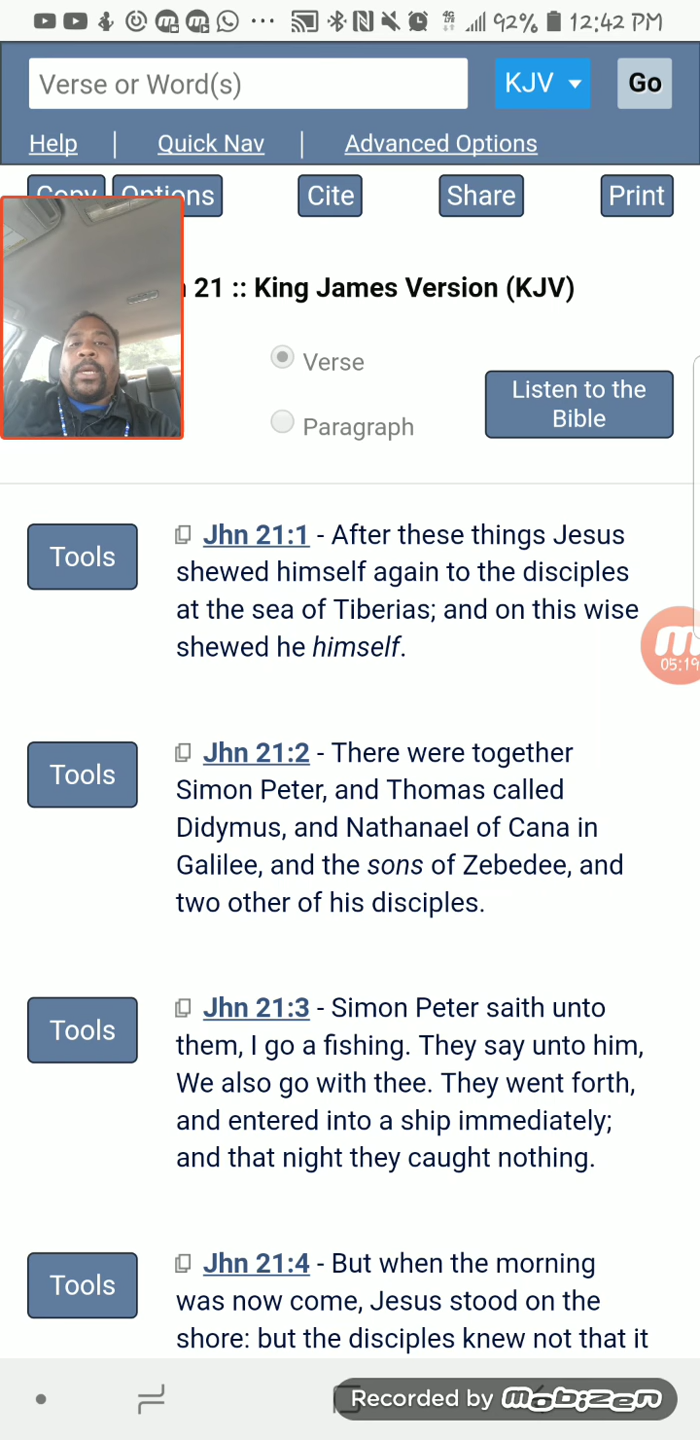 92% 12:42 PM
Verse or Word(s) KJV Go
Help | Quick Nav | Advanced Options
Copy Options Cite Share Print
21 :: King James Version (KJV)
Verse
Listen to the
Bible
Paragraph
Tools
Jhn 21:1 - After these things Jesus
shewed himself again to the disciples
at the sea of Tiberias; and on this wise
shewed he himself.
Tools
Jhn 21:2 - There were together
Simon Peter, and Thomas called
Didymus, and Nathanael of Cana in
Galilee, and the sons of Zebedee, and
two other of his disciples.
Tools
Jhn 21:3 - Simon Peter saith unto
them, I go a fishing. They say unto him,
We also go with thee. They went forth,
and entered into a ship immediately;
and that night they caught nothing.
Tools
Jhn 21:4 - But when the morning
was now come, Jesus stood on the
shore: but the disciples knew not that it
m
05:19
Recorded by mobizen